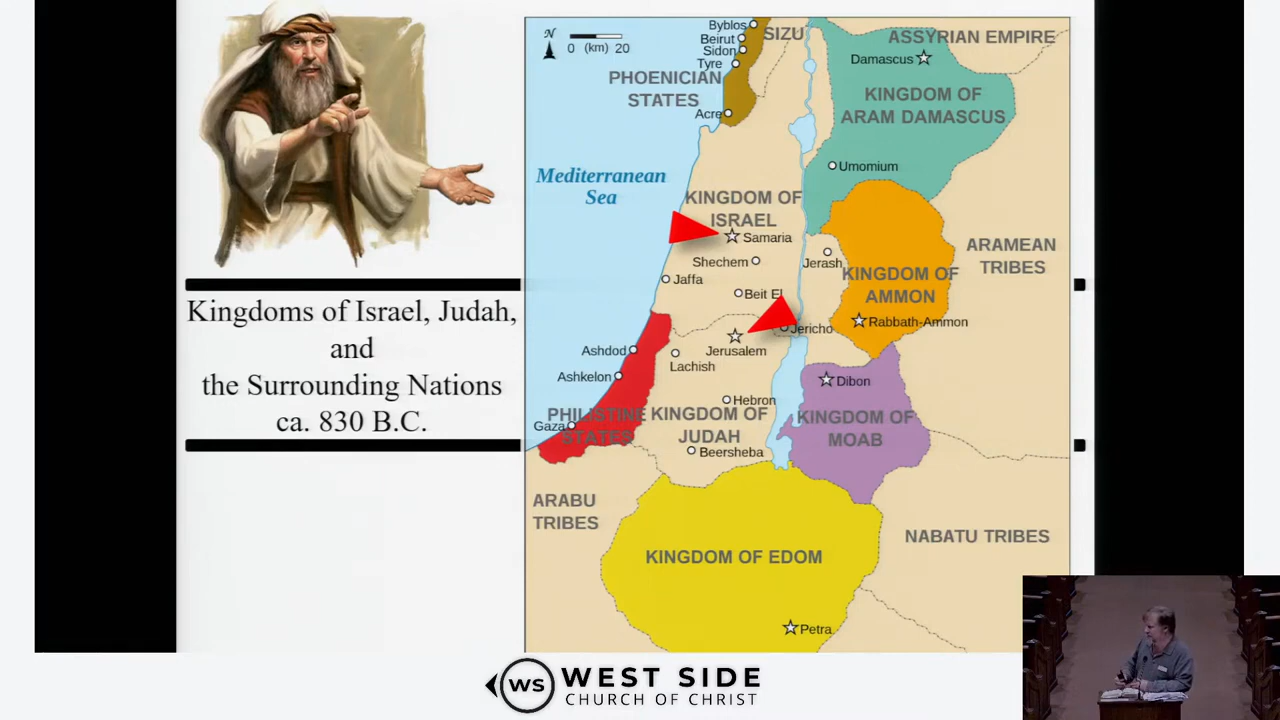 Kingdoms of Israel, Judah,
and
the Surrounding Nations
ca. 830 B.C.
N
0 (km) 20
Byblos
Beirut
Sidon
Tyre
SIZU
ASSYRIAN EMPIRE
Damascus
PHOENICIAN
STATES
KINGDOM OF
ARAM DAMASCUS
Acre
Umomium
Mediterranean
Sea
KINGDOM OF
ISRAEL
Samaria
Shechem
Jerash
ARAMEAN
TRIBES
Jaffa
KINGDOM OF
AMMON
Beit El
Jericho
Rabbath-Ammon
Jerusalem
Ashdod
Lachish
Ashkelon
Dibon
Hebron
PHILISTINE
STATES
Gaza
KINGDOM OF
JUDAH
KINGDOM OF
MOAB
Beersheba
ARABU
TRIBES
NABATU TRIBES
KINGDOM OF EDOM
Petra
WS WEST SIDE
CHURCH OF CHRIST